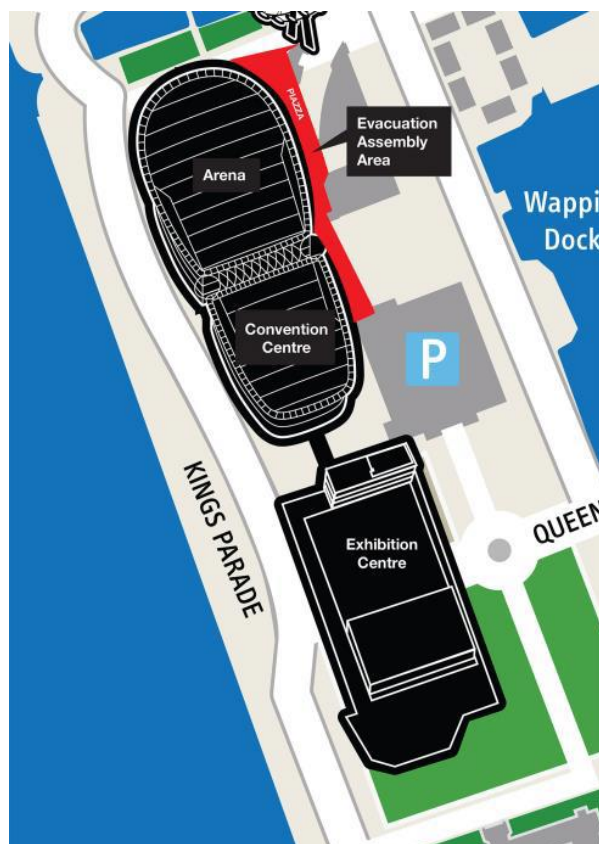 PIAZZA
Evacuation
Assembly
Area
Arena
Wappi
Dock
Convention
Centre
P
KINGS PARADE
Exhibition
Centre
QUEEN